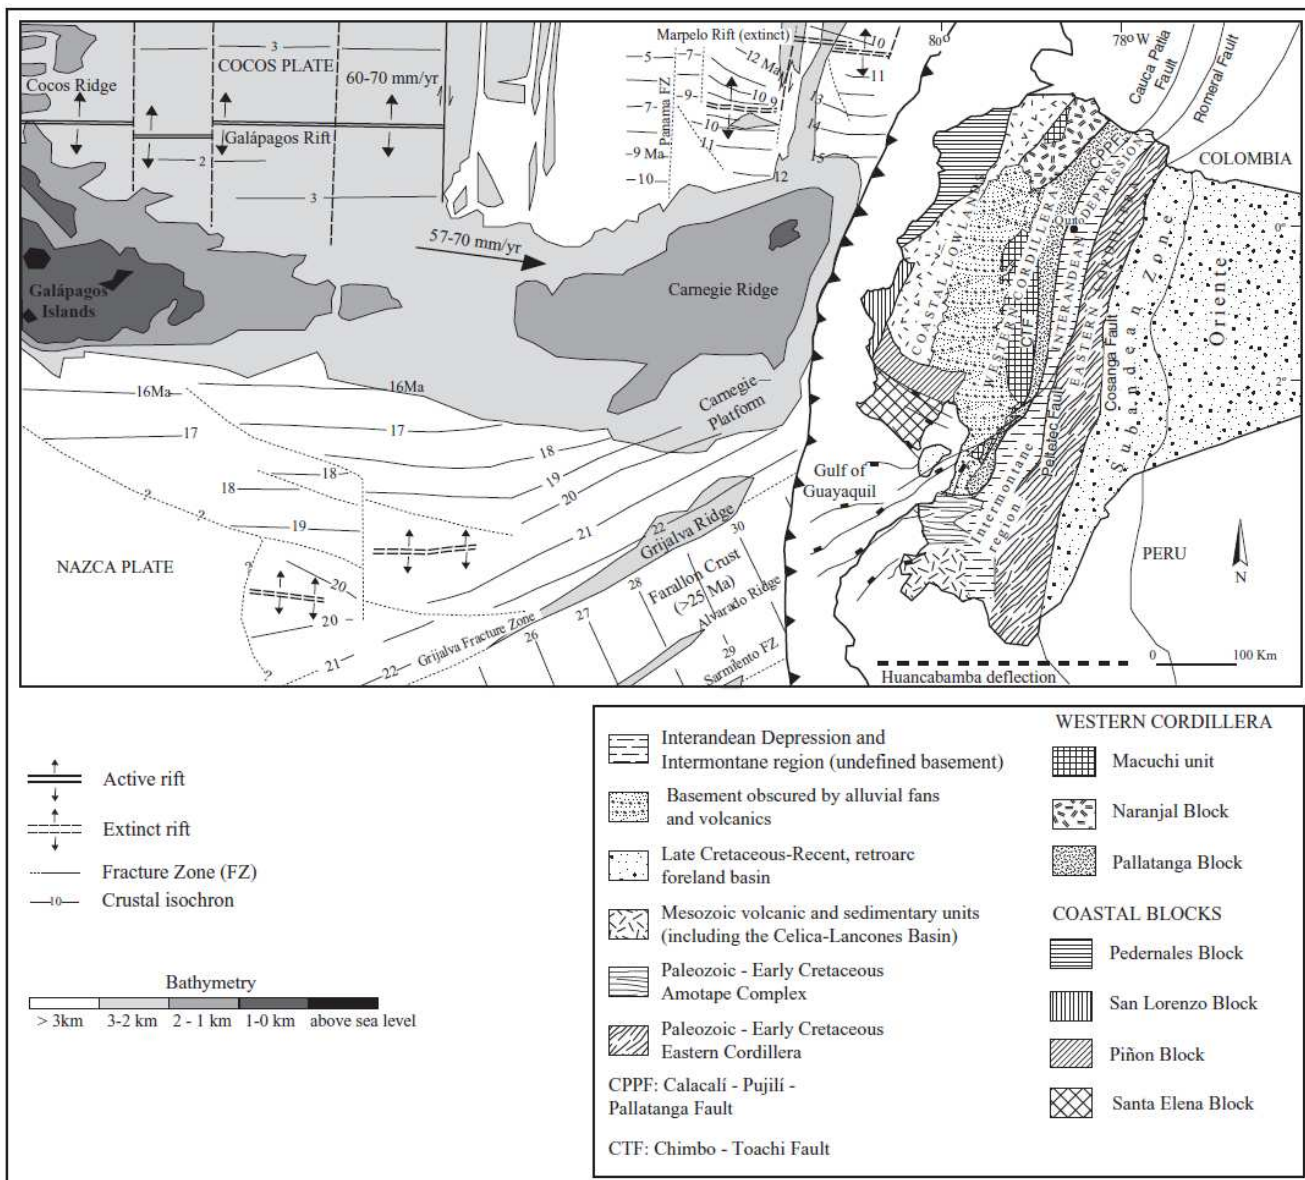 Marpelo Rift (extinct)
80o
78o W
Cauca Patia
Fault
Romeral Fault
3
COCOS PLATE
Cocos Ridge
60-70 mm/yr
Galápagos Rift
2
3
5
7
12 Ma
10
11
9
7
10
9
10
11
9 Ma
10
12
13
14
15
Panama FZ
CPPF
COLOMBIA
57-70 mm/yr
Galápagos
Islands
Carnegie Ridge
Carnegie
Platform
COASTAL LOWLANDS
WESTERN CORDILLERA
CTF
INTERANDEAN DEPRESSION
EASTERN CORDILLERA
Quito
Cosanga Fault
Peltetec Fault
Subandean Zone
Oriente
0o
2o
16Ma
16Ma
17
17
18
18
18
19
19
20
21
20
20
21
22
22
30
?
?
?
?
Gulf of
Guayaquil
Intermontane
region
NAZCA PLATE
Grijalva Ridge
Grijalva Fracture Zone
Farallon Crust
(>25 Ma)
Alvarado Ridge
Sarmiento FZ
26
27
28
29
PERU
N
0
100 Km
Huancabamba deflection
Active rift
Extinct rift
Fracture Zone (FZ)
10
Crustal isochron
Bathymetry
> 3km
3-2 km
2 - 1 km
1-0 km
above sea level
Interandean Depression and
Intermontane region (undefined basement)
Basement obscured by alluvial fans
and volcanics
Late Cretaceous-Recent, retroarc
foreland basin
Mesozoic volcanic and sedimentary units
(including the Celica-Lancones Basin)
Paleozoic - Early Cretaceous
Amotape Complex
Paleozoic - Early Cretaceous
Eastern Cordillera
CPPF: Calacalí - Pujilí -
Pallatanga Fault
CTF: Chimbo - Toachi Fault
WESTERN CORDILLERA
Macuchi unit
Naranjal Block
Pallatanga Block
COASTAL BLOCKS
Pedernales Block
San Lorenzo Block
Piñon Block
Santa Elena Block